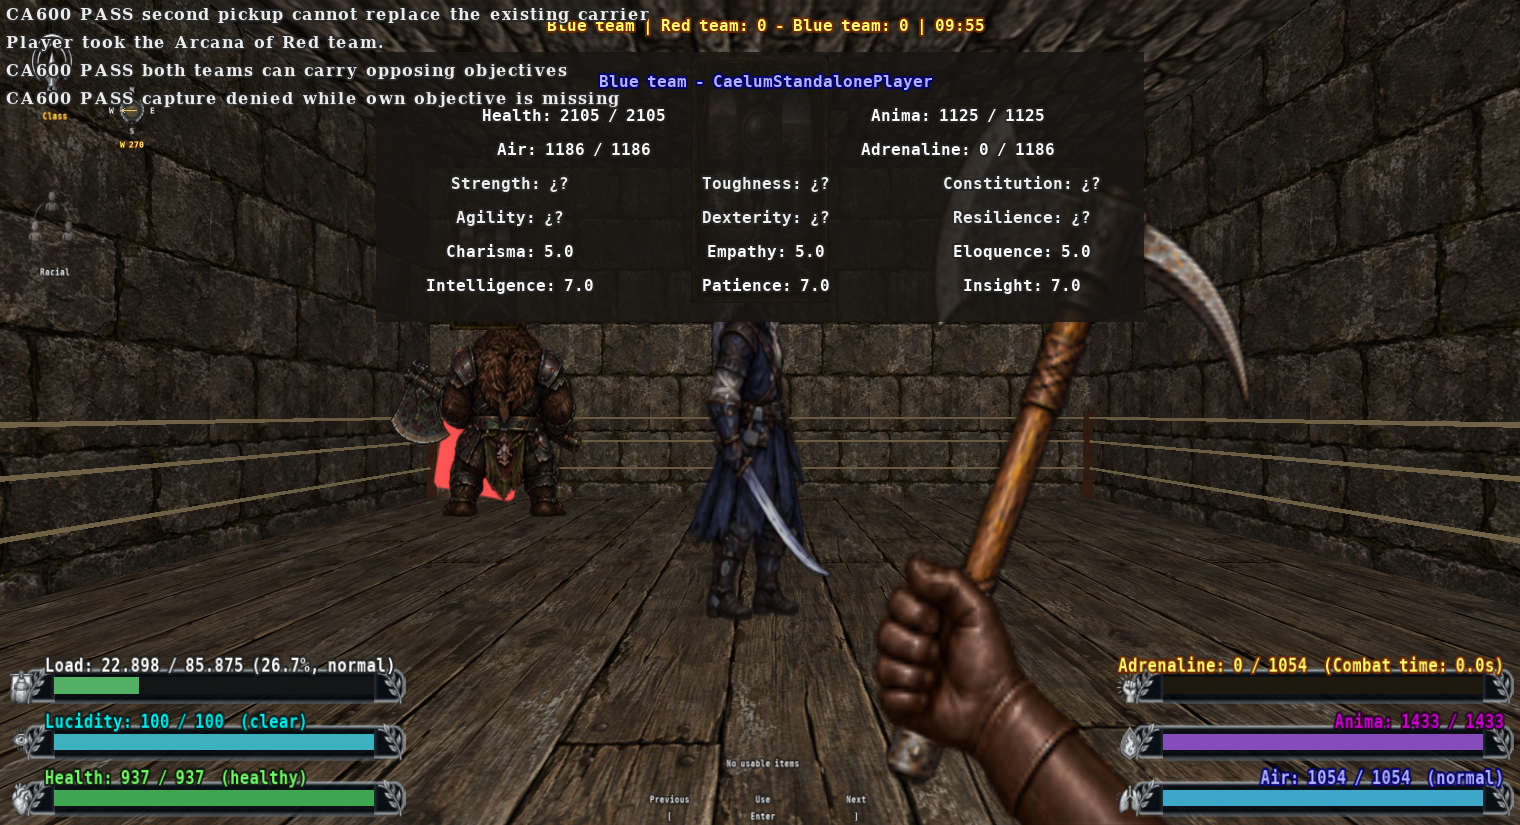 CA600 PASS second pickup cannot replace the existing carrier
Blue team | Red team: 0 - Blue team: 0 | 09:55
Player took the Arcana of Red team.
CA600 PASS both teams can carry opposing objectives
Blue team - CaelumStandalonePlayer
CA600 PASS capture denied while own objective is missing
N
W E
S
W 270
Class
Health: 2105 / 2105 Anima: 1125 / 1125
Air: 1186 / 1186 Adrenaline: 0 / 1186
Strength: ¿? Toughness: ¿? Constitution: ¿?
Agility: ¿? Dexterity: ¿? Resilience: ¿?
Charisma: 5.0 Empathy: 5.0 Eloquence: 5.0
Intelligence: 7.0 Patience: 7.0 Insight: 7.0
Racial
Load: 22.898 / 85.875 (26.7%, normal)
Adrenaline: 0 / 1054 (Combat time: 0.0s)
Lucidity: 100 / 100 (clear)
Anima: 1433 / 1433
Health: 937 / 937 (healthy)
Air: 1054 / 1054 (normal)
No usable items
Previous Use Next
[ Enter ]